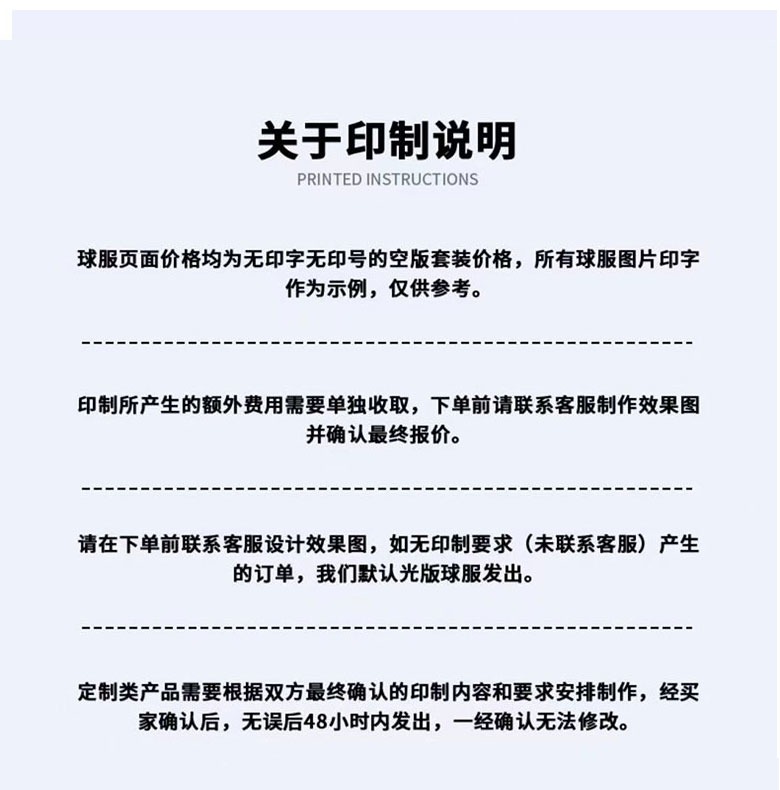 关于印制说明
PRINTED INSTRUCTIONS
球服页面价格均为无印字无印号的空版套装价格，所有球服图片印字
作为示例，仅供参考。
印制所产生的额外费用需要单独收取，下单前请联系客服制作效果图
并确认最终报价。
请在下单前联系客服设计效果图，如无印制要求（未联系客服）产生
的订单，我们默认光版球服发出。
定制类产品需要根据双方最终确认的印制内容和要求安排制作，经买
家确认后，无误后48小时内发出，一经确认无法修改。